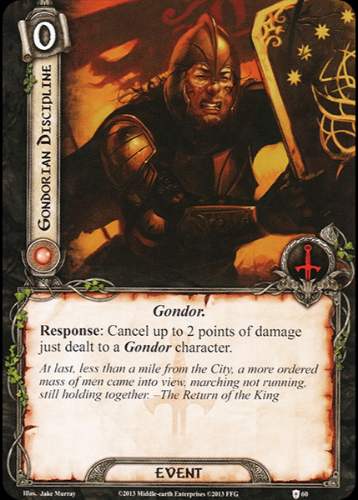 0
GONDORIAN DISCIPLINE
Gondor.
Response: Cancel up to 2 points of damage
just dealt to a Gondor character.
At last, less than a mile from the City, a more ordered
mass of men came into view, marching not running,
still holding together. –The Return of the King
EVENT
Illus. Jake Murray
©2013 Middle-earth Enterprises ©2013 FFG
60